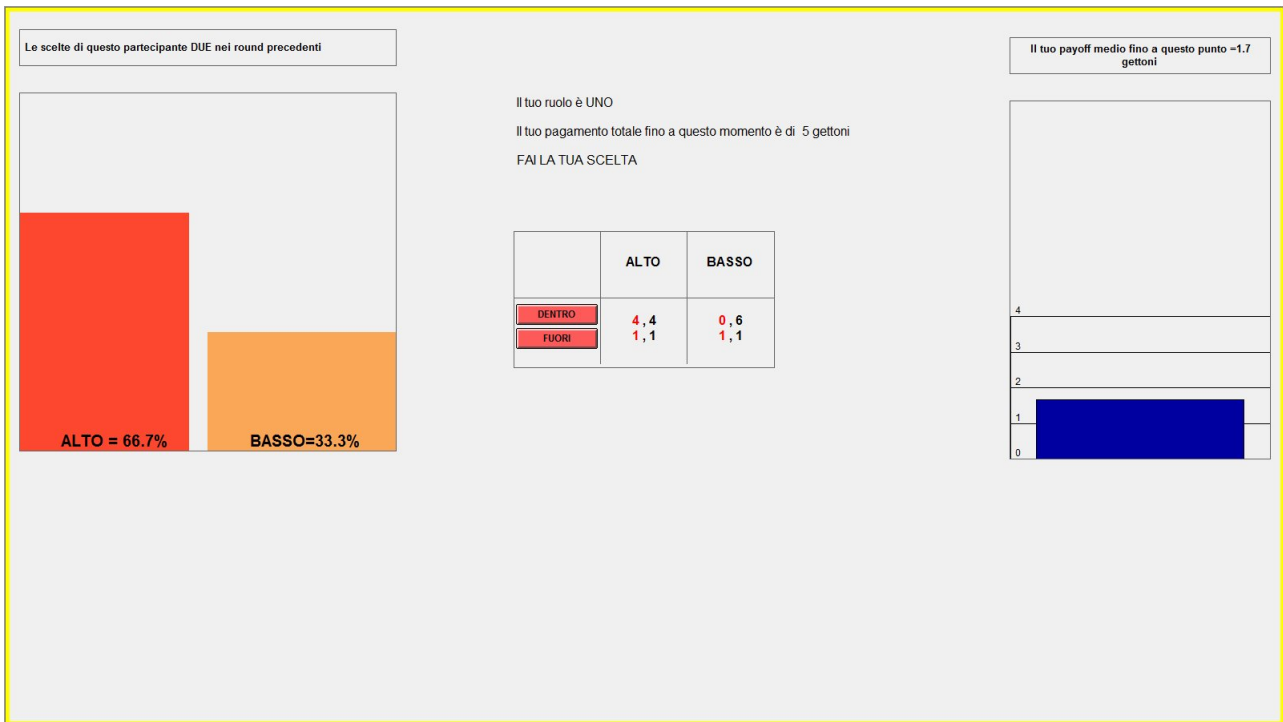 Le scelte di questo partecipante DUE nei round precedenti
Il tuo payoff medio fino a questo punto =1.7
gettoni
Il tuo ruolo è UNO
Il tuo pagamento totale fino a questo momento è di 5 gettoni
FAI LA TUA SCELTA
ALTO BASSO
DENTRO 4 , 4 0 , 6
FUORI 1 , 1 1 , 1
ALTO = 66.7% BASSO=33.3%
4
3
2
1
0